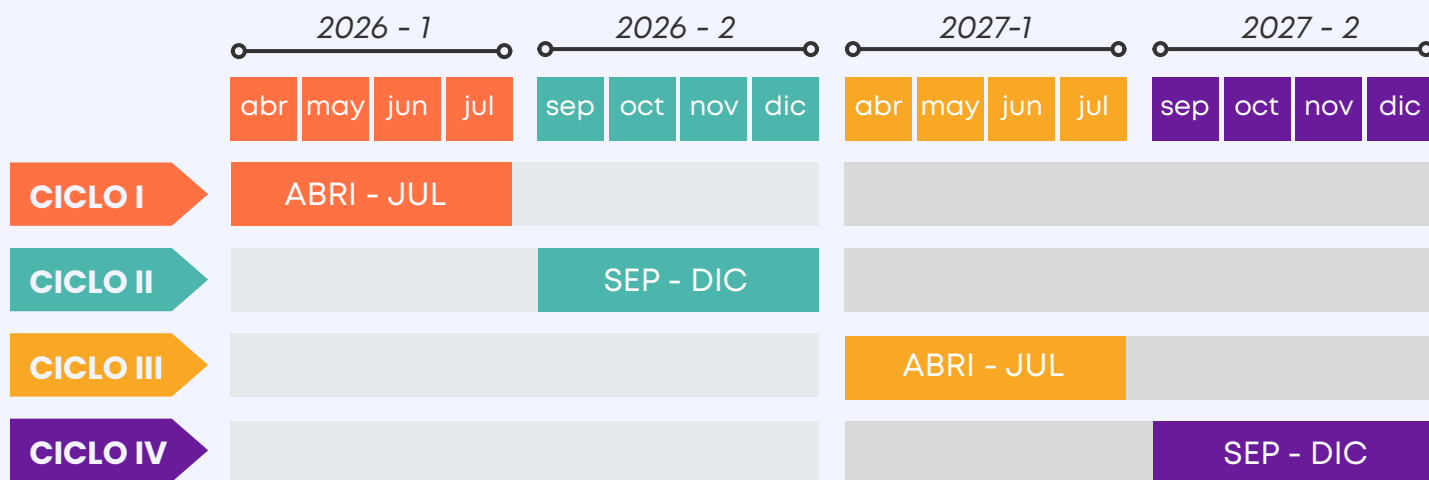 2026 - 1 2026 - 2 2027-1 2027 - 2
abr may jun jul sep oct nov dic abr may jun jul sep oct nov dic
CICLO I ABRI - JUL
CICLO II SEP - DIC
CICLO III ABRI - JUL
CICLO IV SEP - DIC